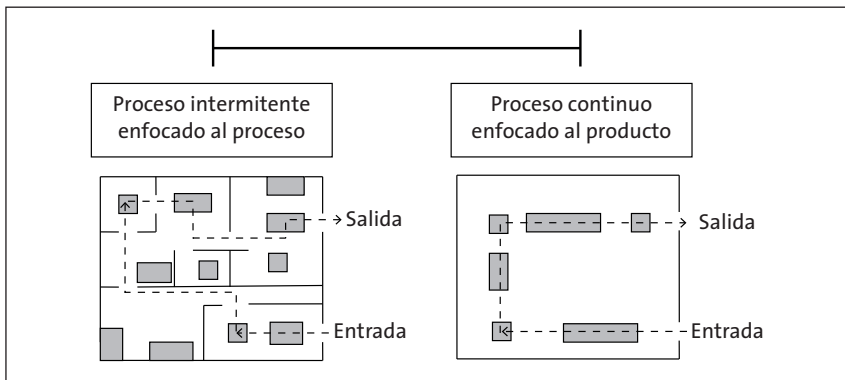 Proceso intermitente
enfocado al proceso
Proceso continuo
enfocado al producto
Salida
Entrada
Salida
Entrada